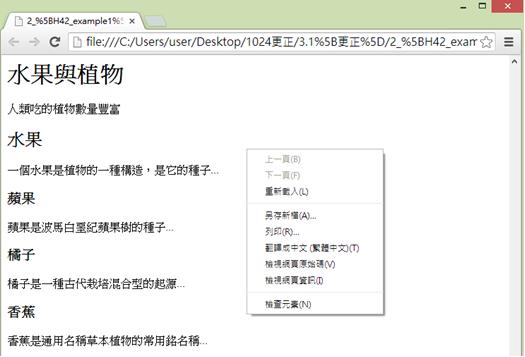 2_%5BH42_example1%5
file:///C:/Users/user/Desktop/1024更正/3.1%5B更正%5D/2_%5BH42_exam
水果與植物
人類吃的植物數量豐富
水果
一個水果是植物的一種構造，是它的種子...
蘋果
蘋果是波馬白堊紀蘋果樹的種子...
橘子
橘子是一種古代栽培混合型的起源...
香蕉
香蕉是通用名稱草本植物的常用銘名稱...
上一頁(B)
下一頁(F)
重新載入(L)
另存新檔(A)...
列印(R)...
翻譯成中文 (繁體中文)(T)
檢視網頁原始碼(V)
檢視網頁資訊(I)
檢查元素(N)